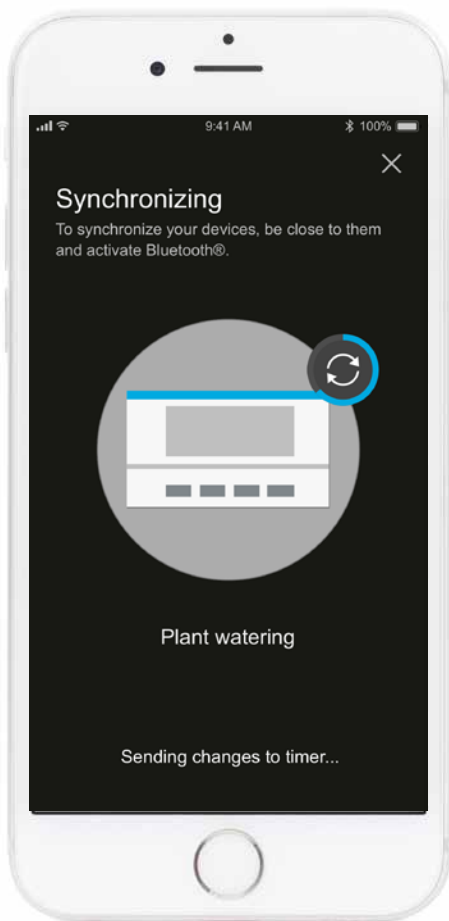 9:41 AM
100%
Synchronizing
To synchronize your devices, be close to them
and activate Bluetooth®.
Plant watering
Sending changes to timer...